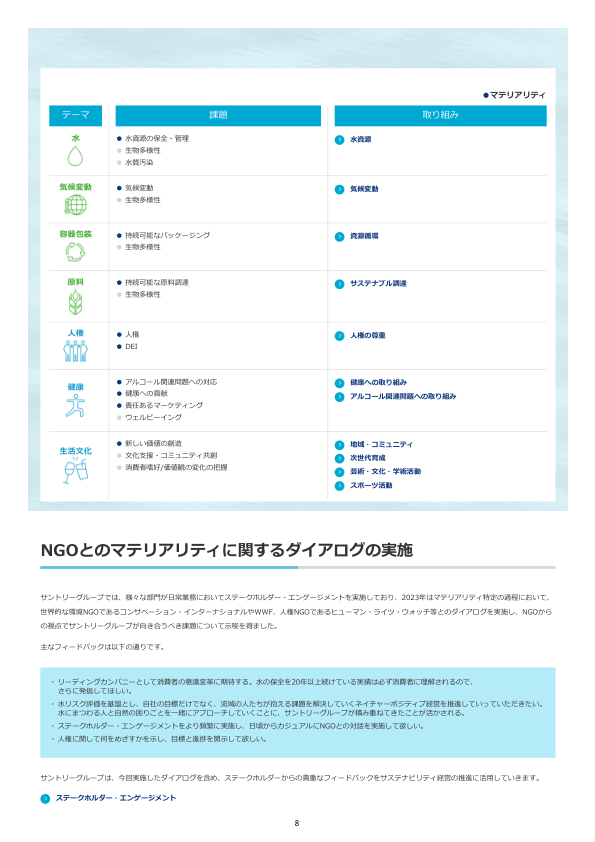 ●マテリアリティ
テーマ
課題
取り組み
水
● 水資源の保全・管理
● 生物多様性
● 水質汚染
水資源
気候変動
● 気候変動
● 生物多様性
気候変動
容器包装
● 持続可能なパッケージング
● 生物多様性
資源循環
原料
● 持続可能な原料調達
● 生物多様性
サステナブル調達
人権
● 人権
● DEI
人権の尊重
健康
● アルコール関連問題への対応
● 健康への貢献
● 責任あるマーケティング
● ウェルビーイング
健康への取り組み
アルコール関連問題への取り組み
生活文化
● 新しい価値の創造
● 文化支援・コミュニティ共創
● 消費者嗜好/価値観の変化の把握
地域・コミュニティ
次世代育成
芸術・文化・学術活動
スポーツ活動
NGOとのマテリアリティに関するダイアログの実施
サントリーグループでは、様々な部門が日常業務においてステークホルダー・エンゲージメントを実施しており、2023年はマテリアリティ特定の過程において、
世界的な環境NGOであるコンサベーション・インターナショナルやWWF、人権NGOであるヒューマン・ライツ・ウォッチ等とのダイアログを実施し、NGOから
の視点でサントリーグループが向き合うべき課題について示唆を得ました。
主なフィードバックは以下の通りです。
・ リーディングカンパニーとして消費者の意識変革に期待する。水の保全を20年以上続けている実績は必ず消費者に理解されるので、
さらに発信してほしい。
・ 水リスク評価を基盤とし、自社の目標だけでなく、流域の人たちが抱える課題を解決していくネイチャーポジティブ経営を推進していっていただきたい。
水にまつわる人と自然の困りごとを一緒にアプローチしていくことに、サントリーグループが積み重ねてきたことが活かされる。
・ ステークホルダー・エンゲージメントをより頻繁に実施し、日頃からカジュアルにNGOとの対話を実施して欲しい。
・ 人権に関して何をめざすかを示し、目標と進捗を開示して欲しい。
サントリーグループは、今回実施したダイアログを含め、ステークホルダーからの貴重なフィードバックをサステナビリティ経営の推進に活用していきます。
ステークホルダー・エンゲージメント
8